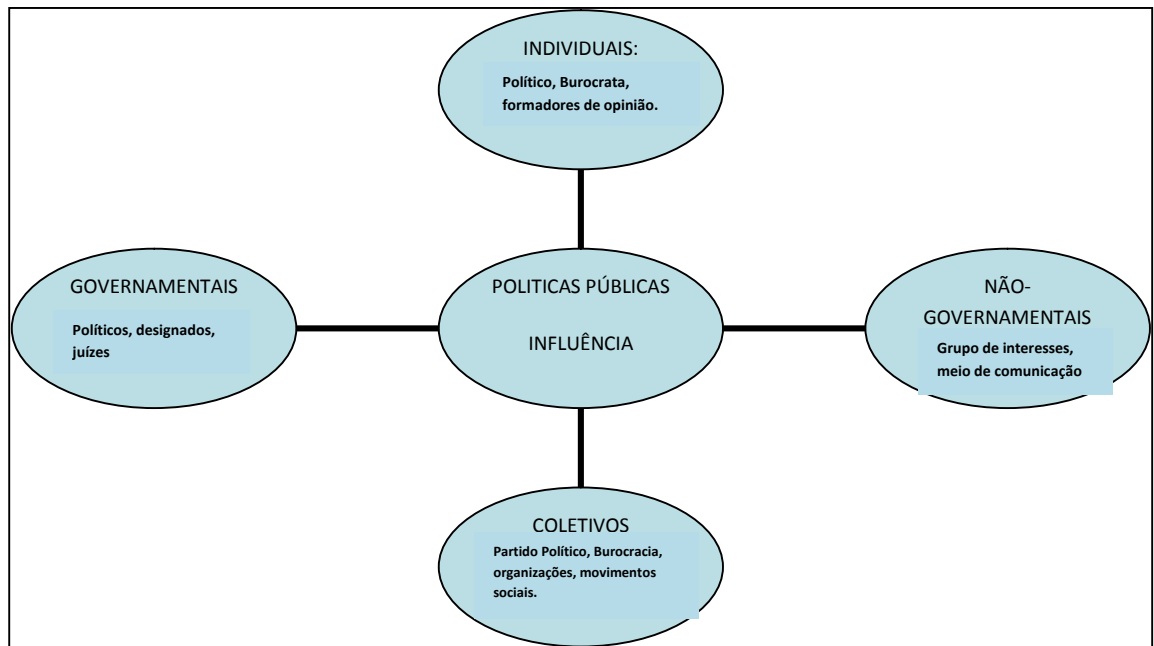 INDIVIDUAIS:
Político, Burocrata,
formadores de opinião.
GOVERNAMENTAIS
Políticos, designados,
juízes
POLITICAS PÚBLICAS
INFLUÊNCIA
NÃO-
GOVERNAMENTAIS
Grupo de interesses,
meio de comunicação
COLETIVOS
Partido Político, Burocracia,
organizações, movimentos
sociais.